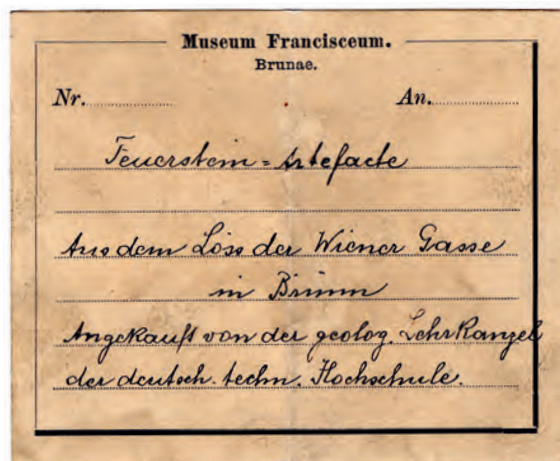 Museum Francisceum.
Brunae.
Nr. An.
Feuerstein = Artefacte
Aus dem Löss der Wiener Gasse
in Brünn
Angekauft von der geolog. Lehrkanzel
der deutsch. techn. Hochschule.